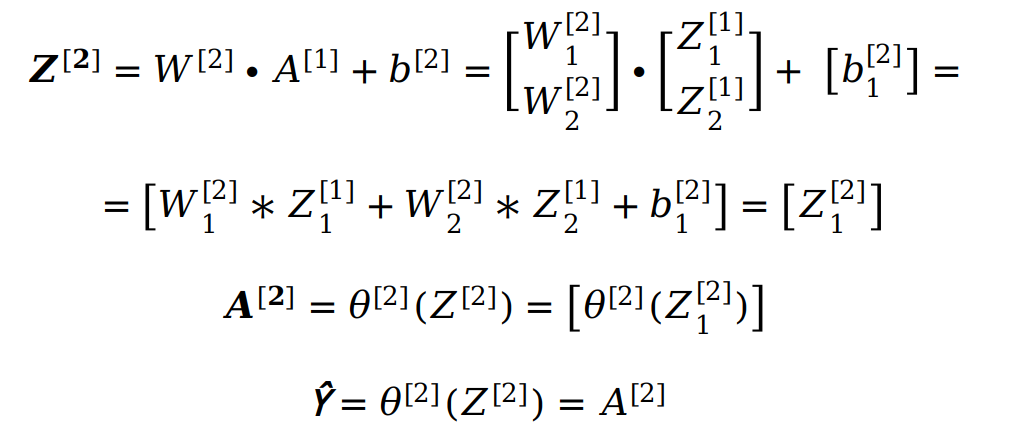 Z^[2] = W^[2] • A^[1] + b^[2] = [W_1^[2] W_2^[2]] • [Z_1^[1] Z_2^[1]] + [b_1^[2]] =
= [W_1^[2] * Z_1^[1] + W_2^[2] * Z_2^[1] + b_1^[2]] = [Z_1^[2]]
A^[2] = θ^[2](Z^[2]) = [θ^[2](Z_1^[2])]
Ŷ = θ^[2](Z^[2]) = A^[2]